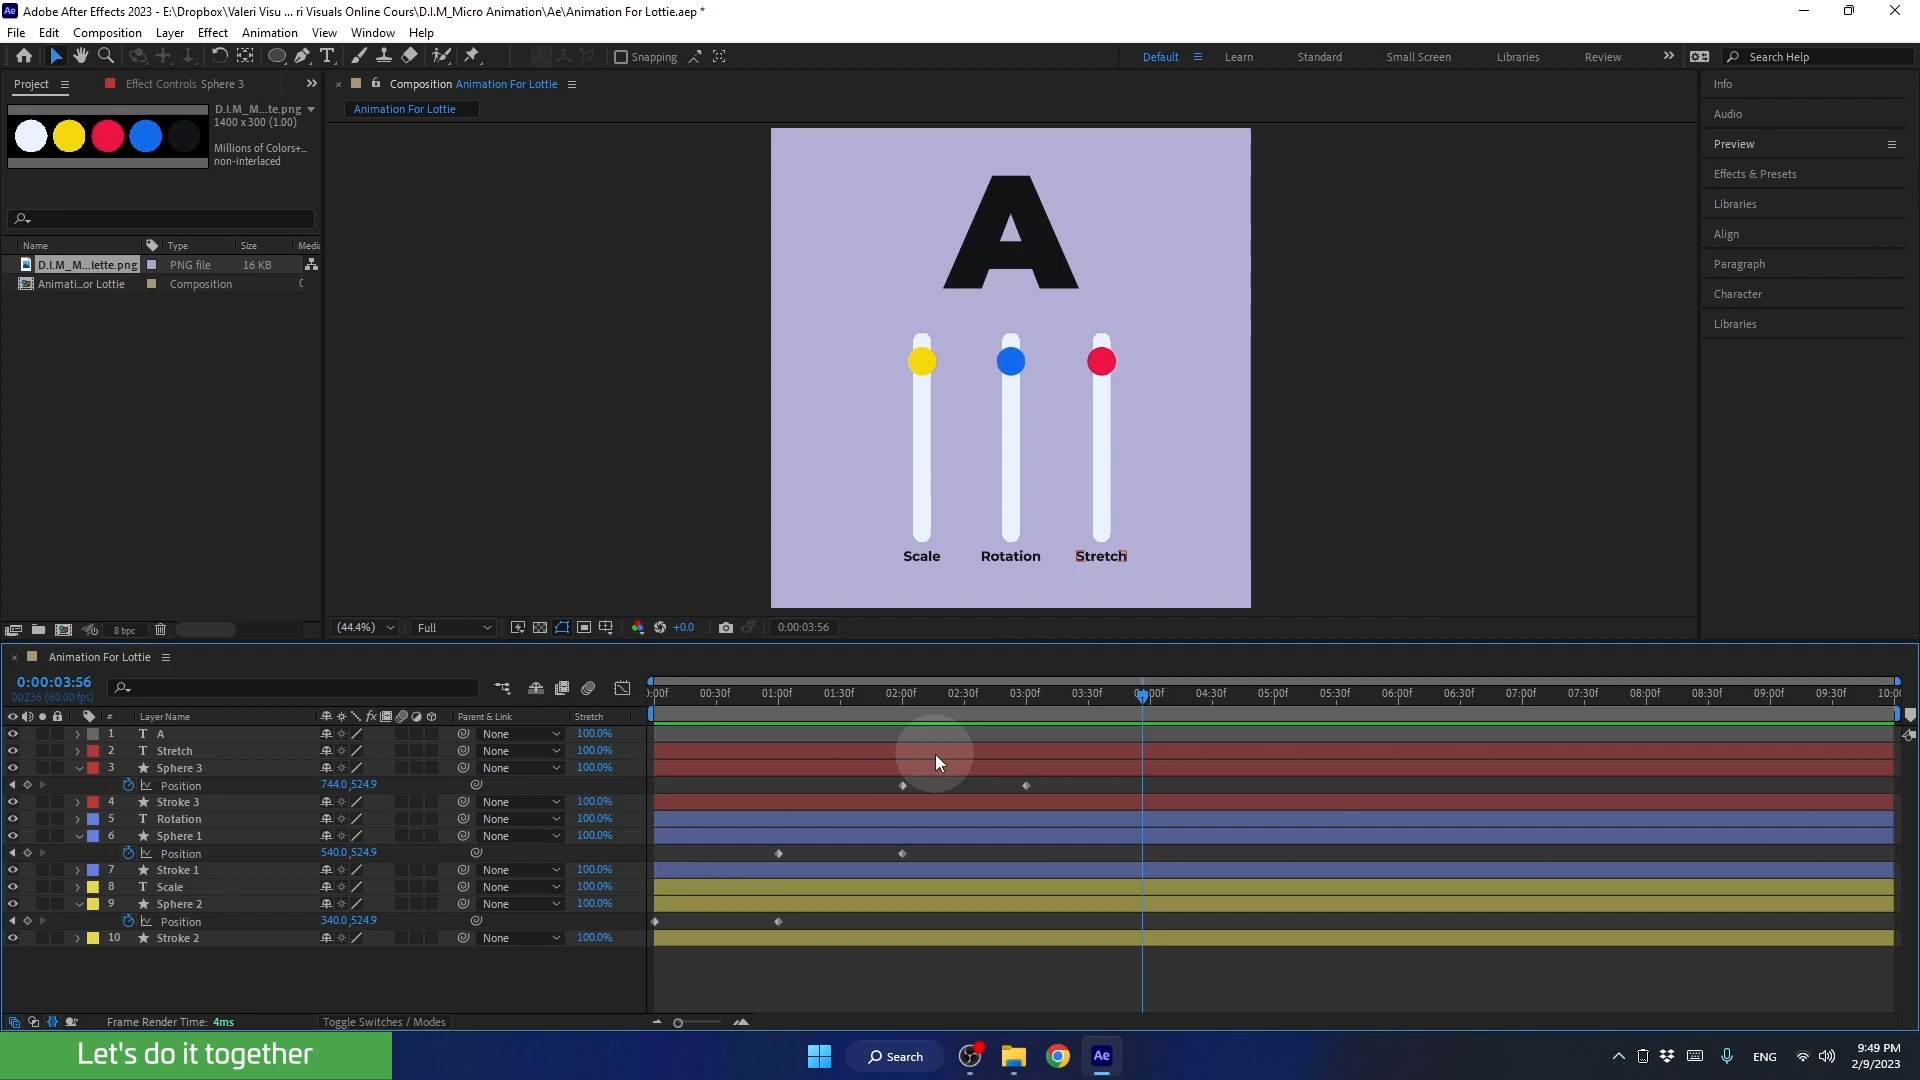 Adobe After Effects 2023 - E:\Dropbox\Valeri Visu ... ri Visuals Online Cours\D.I.M_Micro Animation\Ae\Animation For Lottie.aep *
File Edit Composition Layer Effect Animation View Window Help
Snapping
Default Learn Standard Small Screen Libraries Review Search Help
Project Effect Controls Sphere 3
Composition Animation For Lottie
Animation For Lottie
D.I.M_M...te.png
1400 x 300 (1.00)
Millions of Colors+...
non-interlaced
Name Type Size Media
D.I.M_M...lette.png PNG file 16 KB
Animati...or Lottie Composition
8 bpc
A
Scale Rotation Stretch
(44.4%) Full +0.0 0:00:03:56
Info
Audio
Preview
Effects & Presets
Libraries
Align
Paragraph
Character
Libraries
Animation For Lottie
0:00:03:56
00236 (60.00 fps)
):00f 00:30f 01:00f 01:30f 02:00f 02:30f 03:00f 03:30f 04:00f 04:30f 05:00f 05:30f 06:00f 06:30f 07:00f 07:30f 08:00f 08:30f 09:00f 09:30f 10:0
# Layer Name fx Parent & Link Stretch
1 T A None 100.0%
2 T Stretch None 100.0%
3 Sphere 3 None 100.0%
Position 744.0,524.9
4 Stroke 3 None 100.0%
5 T Rotation None 100.0%
6 Sphere 1 None 100.0%
Position 540.0,524.9
7 Stroke 1 None 100.0%
8 T Scale None 100.0%
9 Sphere 2 None 100.0%
Position 340.0,524.9
10 Stroke 2 None 100.0%
Frame Render Time: 4ms Toggle Switches / Modes
Let's do it together
Search
Ae
ENG
9:49 PM
2/9/2023